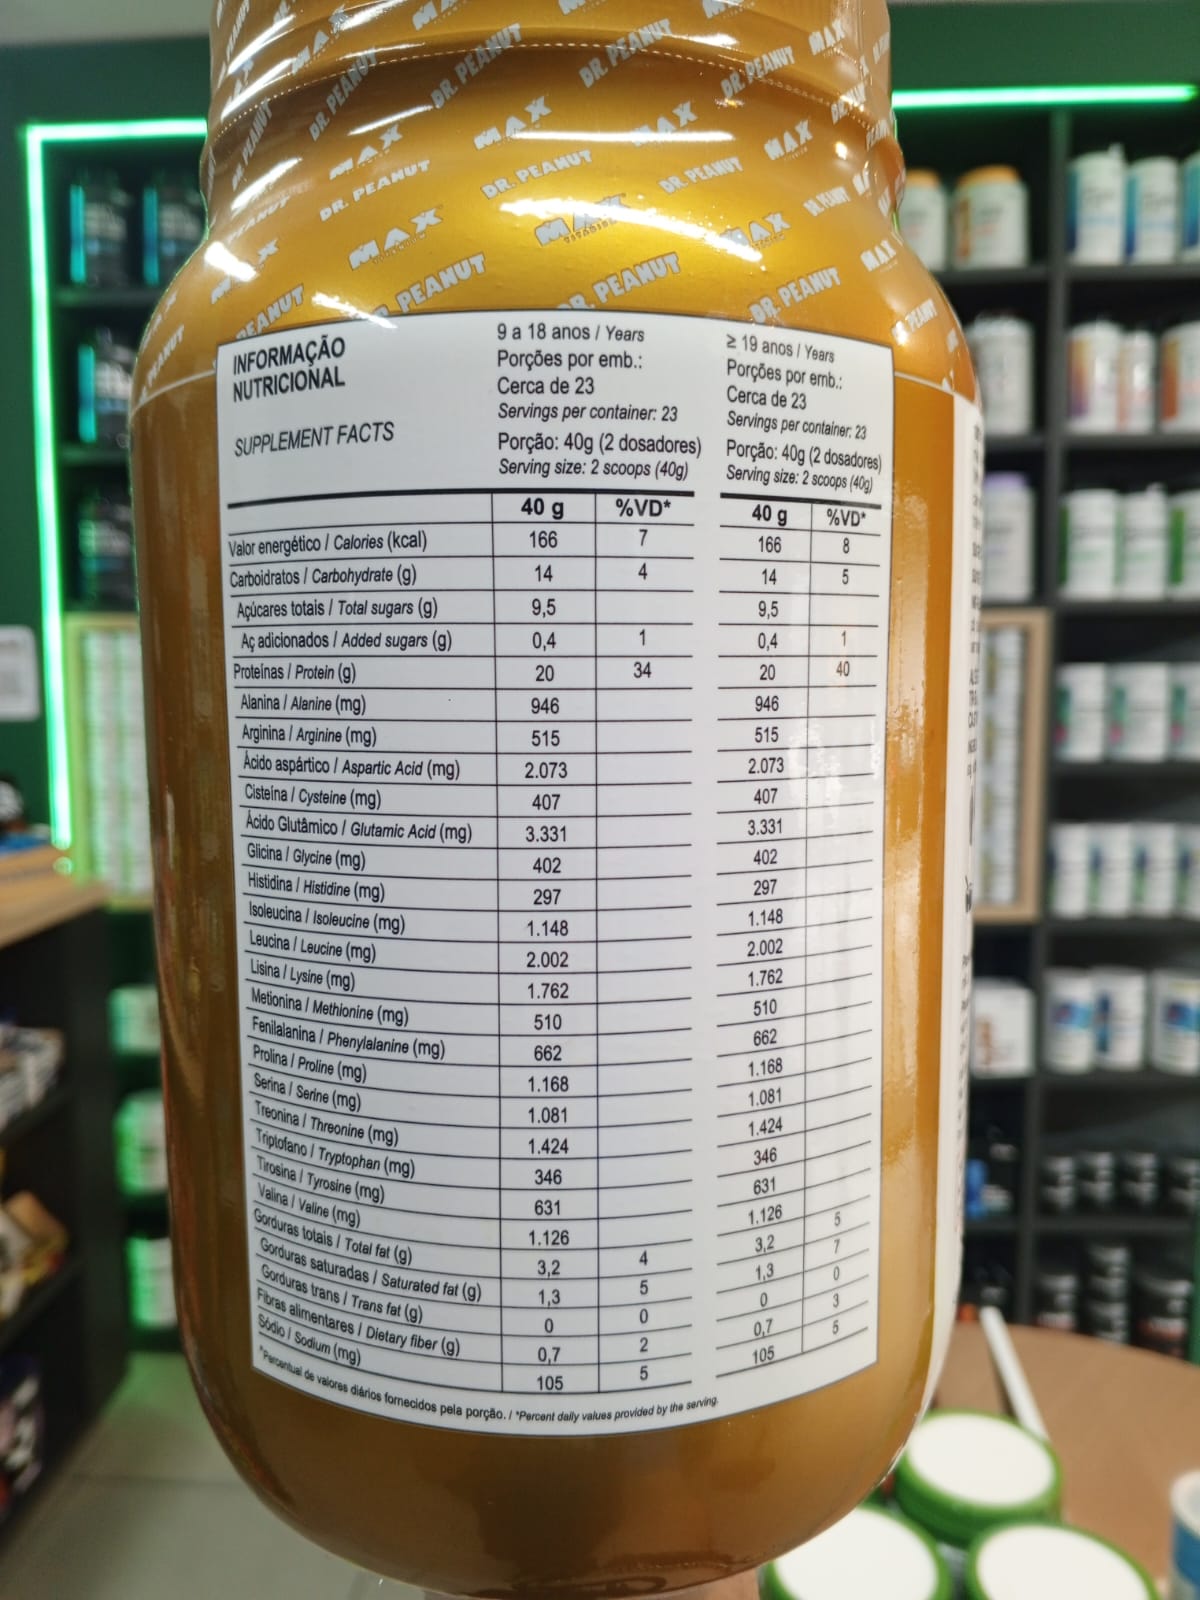 MAX DR. PEANUT
INFORMAÇÃO
NUTRICIONAL
SUPPLEMENT FACTS
9 a 18 anos / Years
Porções por emb.:
Cerca de 23
Servings per container: 23
Porção: 40g (2 dosadores)
Serving size: 2 scoops (40g)
≥ 19 anos / Years
Porções por emb.:
Cerca de 23
Servings per container: 23
Porção: 40g (2 dosadores)
Serving size: 2 scoops (40g)
40 g %VD* 40 g %VD*
Valor energético / Calories (kcal) 166 7 166 8
Carboidratos / Carbohydrate (g) 14 4 14 5
Açúcares totais / Total sugars (g) 9,5 9,5
Aç adicionados / Added sugars (g) 0,4 1 0,4 1
Proteínas / Protein (g) 20 34 20 40
Alanina / Alanine (mg) 946 946
Arginina / Arginine (mg) 515 515
Ácido aspártico / Aspartic Acid (mg) 2.073 2.073
Cisteína / Cysteine (mg) 407 407
Ácido Glutâmico / Glutamic Acid (mg) 3.331 3.331
Glicina / Glycine (mg) 402 402
Histidina / Histidine (mg) 297 297
Isoleucina / Isoleucine (mg) 1.148 1.148
Leucina / Leucine (mg) 2.002 2.002
Lisina / Lysine (mg) 1.762 1.762
Metionina / Methionine (mg) 510 510
Fenilalanina / Phenylalanine (mg) 662 662
Prolina / Proline (mg) 1.168 1.168
Serina / Serine (mg) 1.081 1.081
Treonina / Threonine (mg) 1.424 1.424
Triptofano / Tryptophan (mg) 346 346
Tirosina / Tyrosine (mg) 631 631
Valina / Valine (mg) 1.126 1.126
Gorduras totais / Total fat (g) 3,2 4 3,2 5
Gorduras saturadas / Saturated fat (g) 1,3 5 1,3 7
Gorduras trans / Trans fat (g) 0 0 0 0
Fibras alimentares / Dietary fiber (g) 0,7 2 0,7 3
Sódio / Sodium (mg) 105 5 105 5
*Percentual de valores diários fornecidos pela porção. / *Percent daily values provided by the serving.